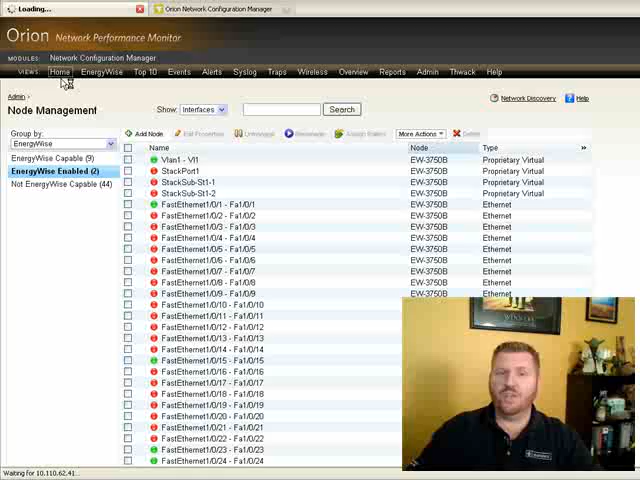 Loading... Orion Network Configuration Manager
Orion Network Performance Monitor
MODULES: Network Configuration Manager
VIEWS: Home EnergyWise Top 10 Events Alerts Syslog Traps Wireless Overview Reports Admin Thwack Help
Admin ›
Node Management
Show: Interfaces Search
Network Discovery ? Help
Group by:
EnergyWise
EnergyWise Capable (9)
EnergyWise Enabled (2)
Not EnergyWise Capable (44)
Add Node Edit Properties Unmanage Assign Pollers More Actions Delete
Name Node Type »
Vlan1 - Vl1 EW-3750B Proprietary Virtual
StackPort1 EW-3750B Proprietary Virtual
StackSub-St1-1 EW-3750B Proprietary Virtual
StackSub-St1-2 EW-3750B Proprietary Virtual
FastEthernet1/0/1 - Fa1/0/1 EW-3750B Ethernet
FastEthernet1/0/2 - Fa1/0/2 EW-3750B Ethernet
FastEthernet1/0/3 - Fa1/0/3 EW-3750B Ethernet
FastEthernet1/0/4 - Fa1/0/4 EW-3750B Ethernet
FastEthernet1/0/5 - Fa1/0/5 EW-3750B Ethernet
FastEthernet1/0/6 - Fa1/0/6 EW-3750B Ethernet
FastEthernet1/0/7 - Fa1/0/7 EW-3750B Ethernet
FastEthernet1/0/8 - Fa1/0/8 EW-3750B Ethernet
FastEthernet1/0/9 - Fa1/0/9 EW-3750B Ethernet
FastEthernet1/0/10 - Fa1/0/10
FastEthernet1/0/11 - Fa1/0/11
FastEthernet1/0/12 - Fa1/0/12
FastEthernet1/0/13 - Fa1/0/13
FastEthernet1/0/14 - Fa1/0/14
FastEthernet1/0/15 - Fa1/0/15
FastEthernet1/0/16 - Fa1/0/16
FastEthernet1/0/17 - Fa1/0/17
FastEthernet1/0/18 - Fa1/0/18
FastEthernet1/0/19 - Fa1/0/19
FastEthernet1/0/20 - Fa1/0/20
FastEthernet1/0/21 - Fa1/0/21
FastEthernet1/0/22 - Fa1/0/22
FastEthernet1/0/23 - Fa1/0/23
FastEthernet1/0/24 - Fa1/0/24
Waiting for 10.110.62.41...